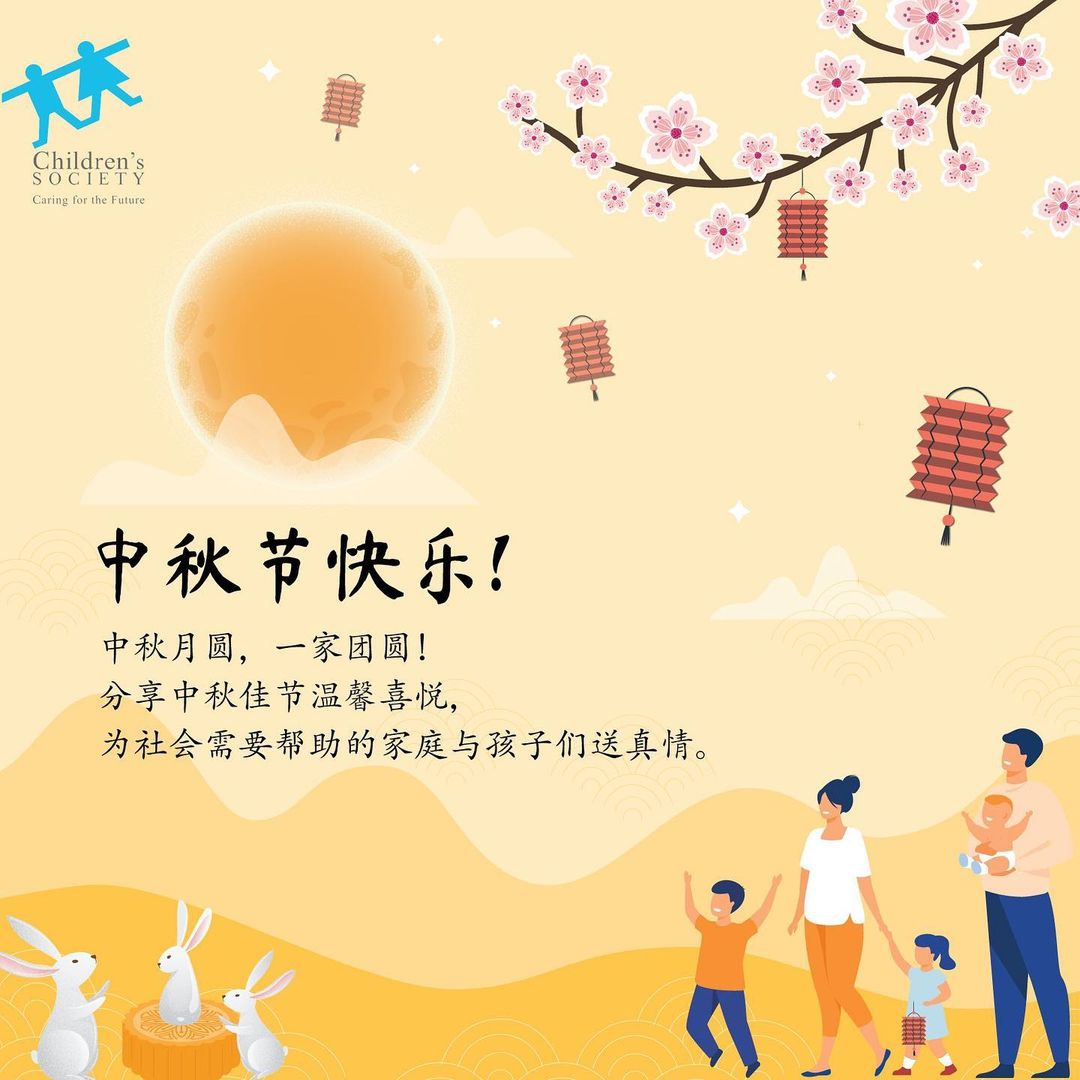 Children's
SOCIETY
Caring for the Future
中秋节快乐!
中秋月圆，一家团圆!
分享中秋佳节温馨喜悦,
为社会需要帮助的家庭与孩子们送真情。